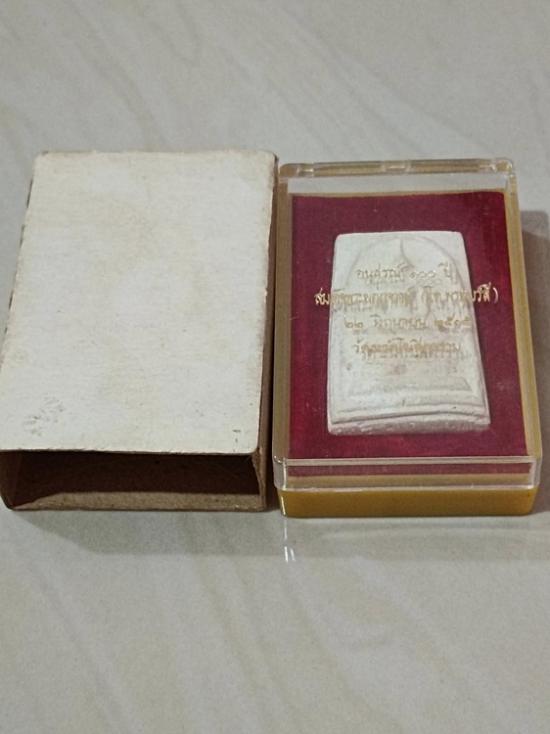 อนุสรณ์ ๑๐๐ ปี
สมเด็จพระพุฒาจารย์ (โต พรหมรังสี)
๒๒ มิถุนายน ๒๕๑๕
วัดระฆังโฆสิตาราม